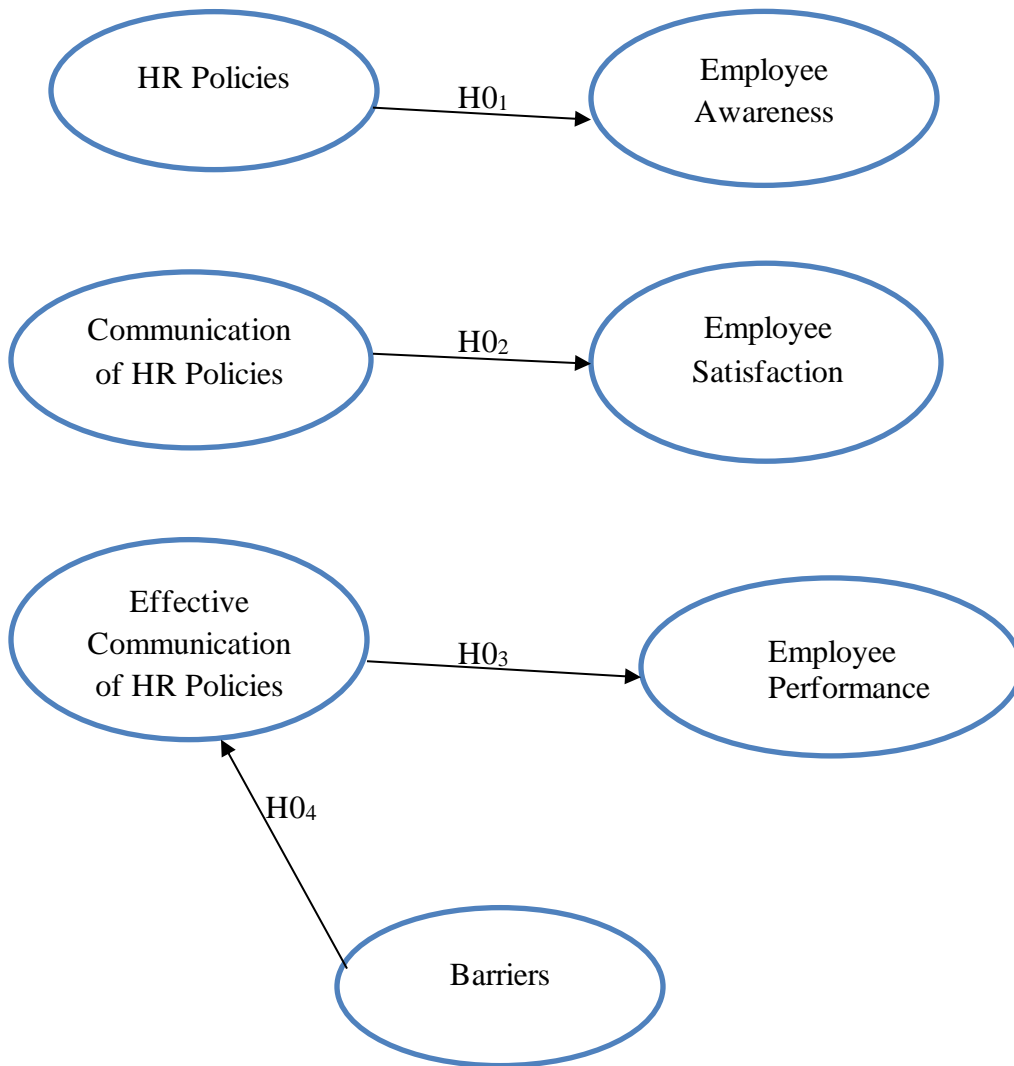 HR Policies
H0₁
Employee
Awareness
Communication
of HR Policies
H0₂
Employee
Satisfaction
Effective
Communication
of HR Policies
H0₃
Employee
Performance
H0₄
Barriers